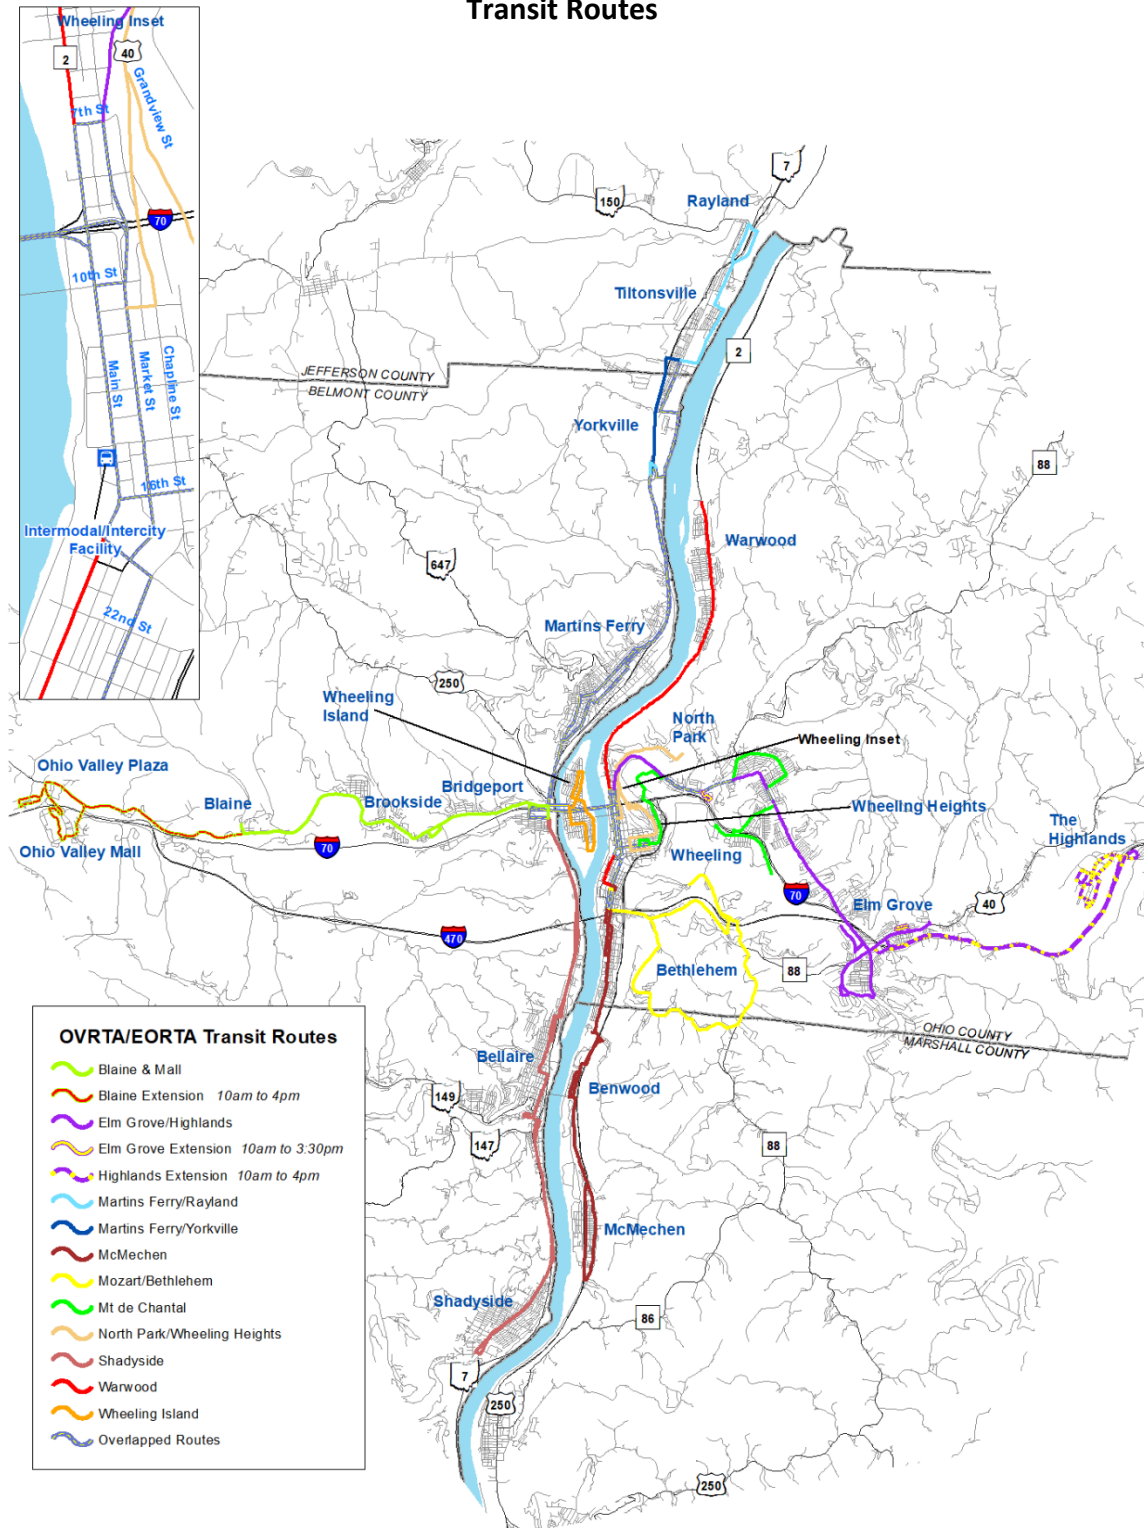 Transit Routes
Wheeling Inset
2
40
Grandview St
7th St
70
10th St
Main St
Market St
Chapline St
16th St
Intermodal/Intercity
Facility
22nd St
7
150
Rayland
Tiltonsville
2
JEFFERSON COUNTY
BELMONT COUNTY
Yorkville
88
Warwood
647
Martins Ferry
250
Wheeling
Island
North
Park
Wheeling Inset
Ohio Valley Plaza
Blaine
Brookside
Bridgeport
Wheeling Heights
The
Highlands
Ohio Valley Mall
70
Wheeling
70
Elm Grove
40
470
Bethlehem
88
OHIO COUNTY
MARSHALL COUNTY
Bellaire
149
Benwood
147
88
McMechen
Shadyside
86
7
250
250
OVRTA/EORTA Transit Routes
Blaine & Mall
Blaine Extension 10am to 4pm
Elm Grove/Highlands
Elm Grove Extension 10am to 3:30pm
Highlands Extension 10am to 4pm
Martins Ferry/Rayland
Martins Ferry/Yorkville
McMechen
Mozart/Bethlehem
Mt de Chantal
North Park/Wheeling Heights
Shadyside
Warwood
Wheeling Island
Overlapped Routes